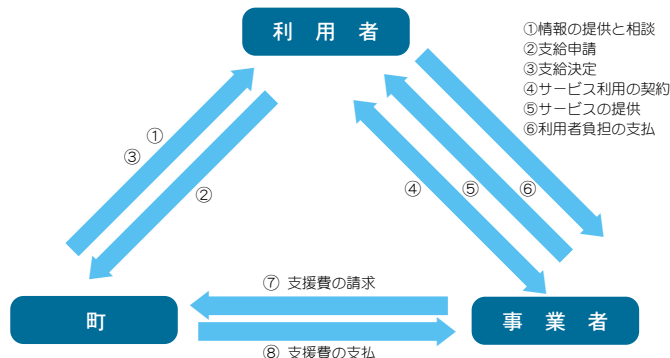 利用者
①情報の提供と相談
②支給申請
③支給決定
④サービス利用の契約
⑤サービスの提供
⑥利用者負担の支払
①
③
②
④
⑤
⑥
⑦ 支援費の請求
町
事業者
⑧ 支援費の支払